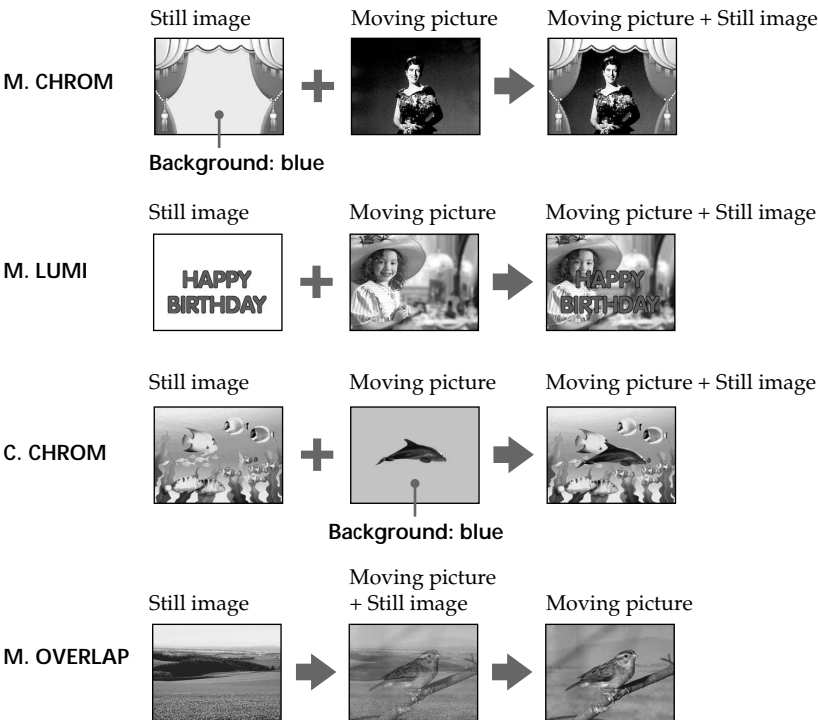 Still image Moving picture Moving picture + Still image
M. CHROM
Background: blue
Still image Moving picture Moving picture + Still image
M. LUMI
HAPPY
BIRTHDAY
HAPPY
BIRTHDAY
Still image Moving picture Moving picture + Still image
C. CHROM
Background: blue
Moving picture
Still image + Still image Moving picture
M. OVERLAP